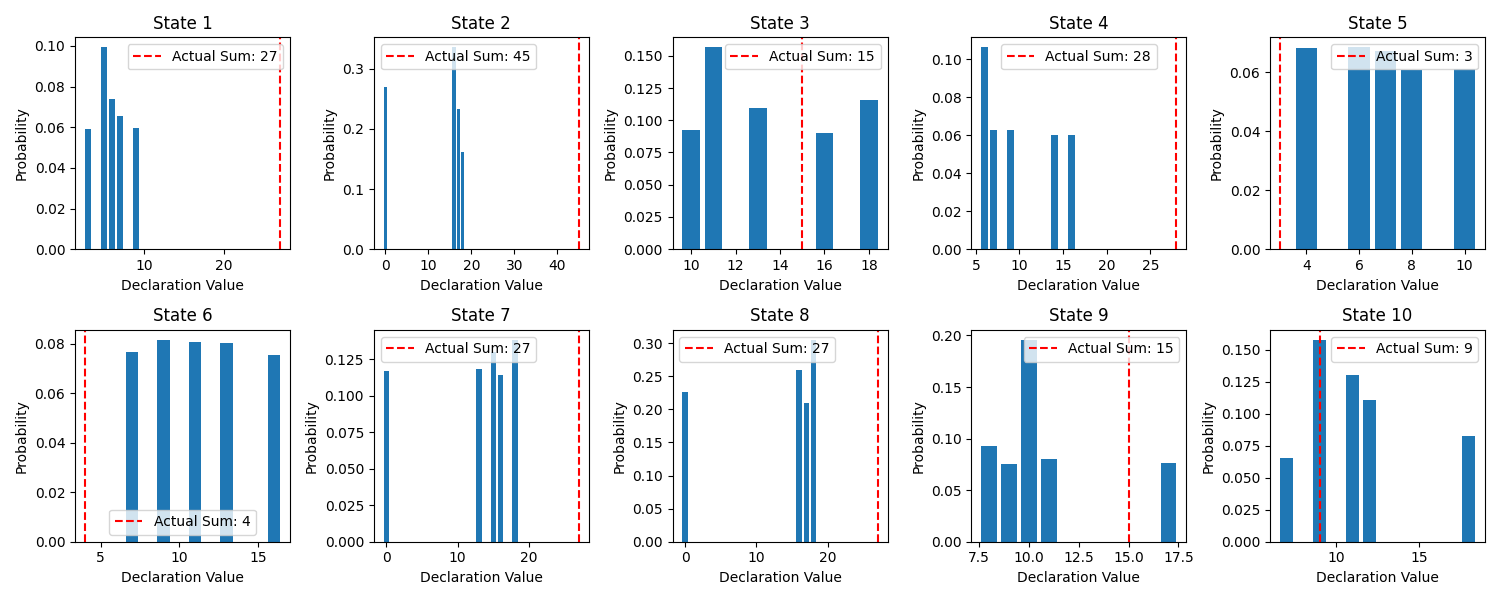 State 1
State 2
State 3
State 4
State 5
Probability
0.10
0.08
0.06
0.04
0.02
0.00
Actual Sum: 27
10
20
Declaration Value
Probability
0.3
0.2
0.1
0.0
Actual Sum: 45
0
10
20
30
40
Declaration Value
Probability
0.150
0.125
0.100
0.075
0.050
0.025
0.000
Actual Sum: 15
10
12
14
16
18
Declaration Value
Probability
0.10
0.08
0.06
0.04
0.02
0.00
Actual Sum: 28
5
10
15
20
25
Declaration Value
Probability
0.06
0.04
0.02
0.00
Actual Sum: 3
4
6
8
10
Declaration Value
State 6
State 7
State 8
State 9
State 10
Probability
0.08
0.06
0.04
0.02
0.00
Actual Sum: 4
5
10
15
Declaration Value
Probability
0.125
0.100
0.075
0.050
0.025
0.000
Actual Sum: 27
0
10
20
Declaration Value
Probability
0.30
0.25
0.20
0.15
0.10
0.05
0.00
Actual Sum: 27
0
10
20
Declaration Value
Probability
0.20
0.15
0.10
0.05
0.00
Actual Sum: 15
7.5
10.0
12.5
15.0
17.5
Declaration Value
Probability
0.150
0.125
0.100
0.075
0.050
0.025
0.000
Actual Sum: 9
10
15
Declaration Value